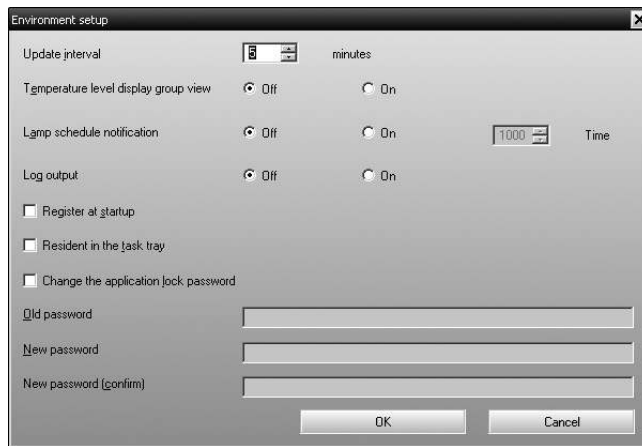 Environment setup
Update interval 5 minutes
Temperature level display group view Off On
Lamp schedule notification Off On 1000 Time
Log output Off On
Register at startup
Resident in the task tray
Change the application lock password
Old password
New password
New password (confirm)
OK Cancel